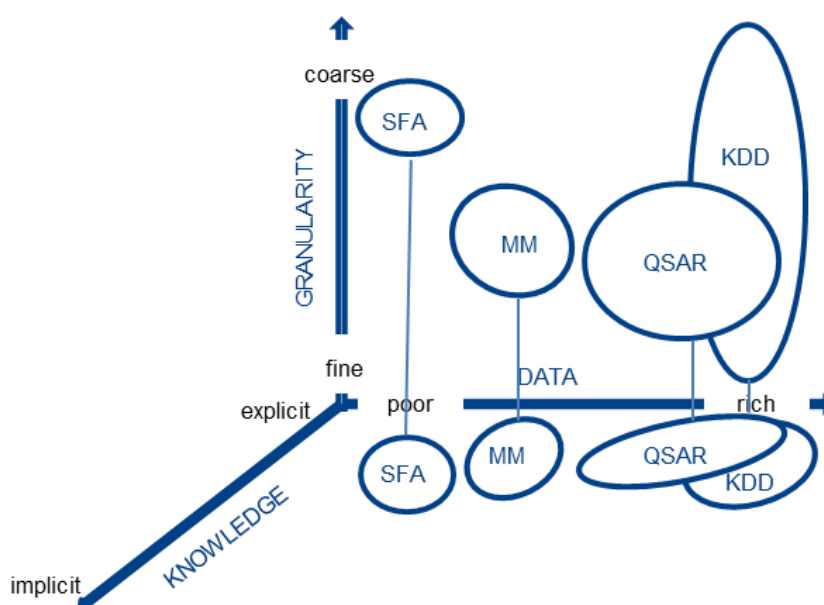 coarse
SFA
KDD
GRANULARITY
MM
QSAR
fine
DATA
explicit
poor
rich
SFA
MM
QSAR
KDD
KNOWLEDGE
implicit